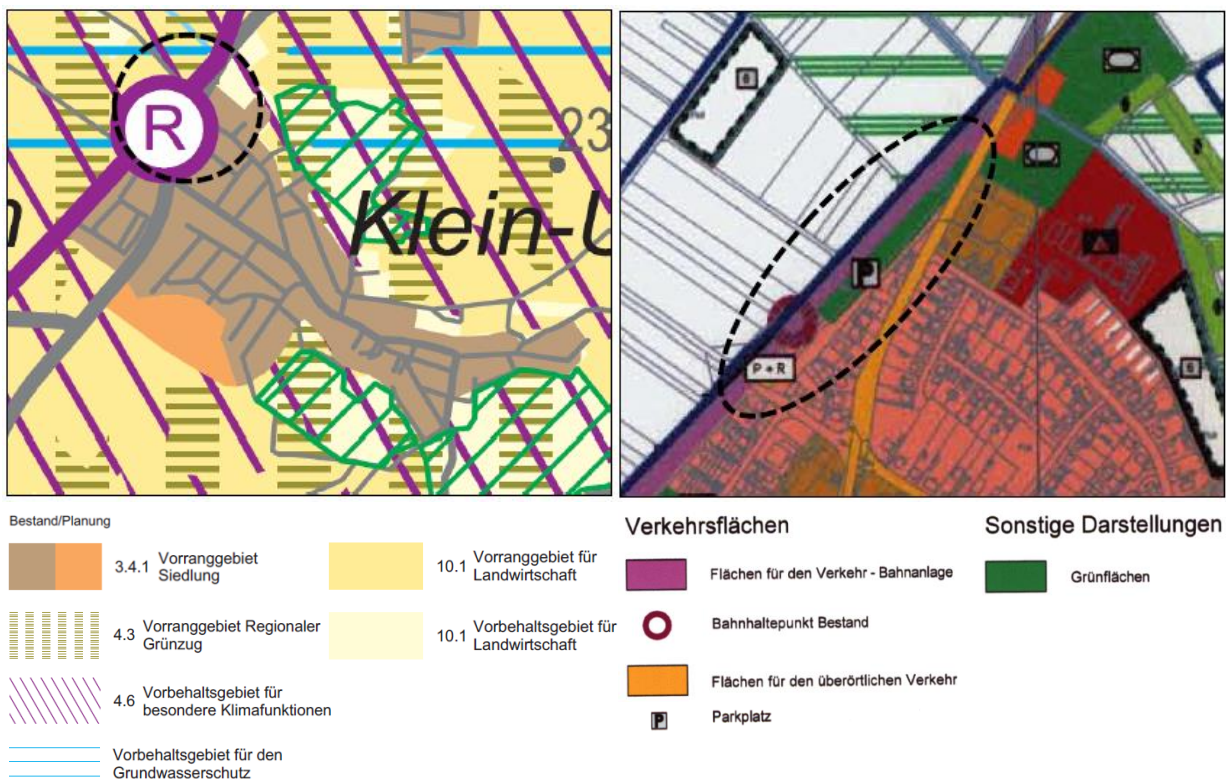 R
23
n
Klein-U
6
P
P + R
6
Bestand/Planung
3.4.1 Vorranggebiet
Siedlung
10.1 Vorranggebiet für
Landwirtschaft
4.3 Vorranggebiet Regionaler
Grünzug
10.1 Vorbehaltsgebiet für
Landwirtschaft
4.6 Vorbehaltsgebiet für
besondere Klimafunktionen
Vorbehaltsgebiet für den
Grundwasserschutz
Verkehrsflächen
Flächen für den Verkehr - Bahnanlage
Bahnhaltepunkt Bestand
Flächen für den überörtlichen Verkehr
P Parkplatz
Sonstige Darstellungen
Grünflächen